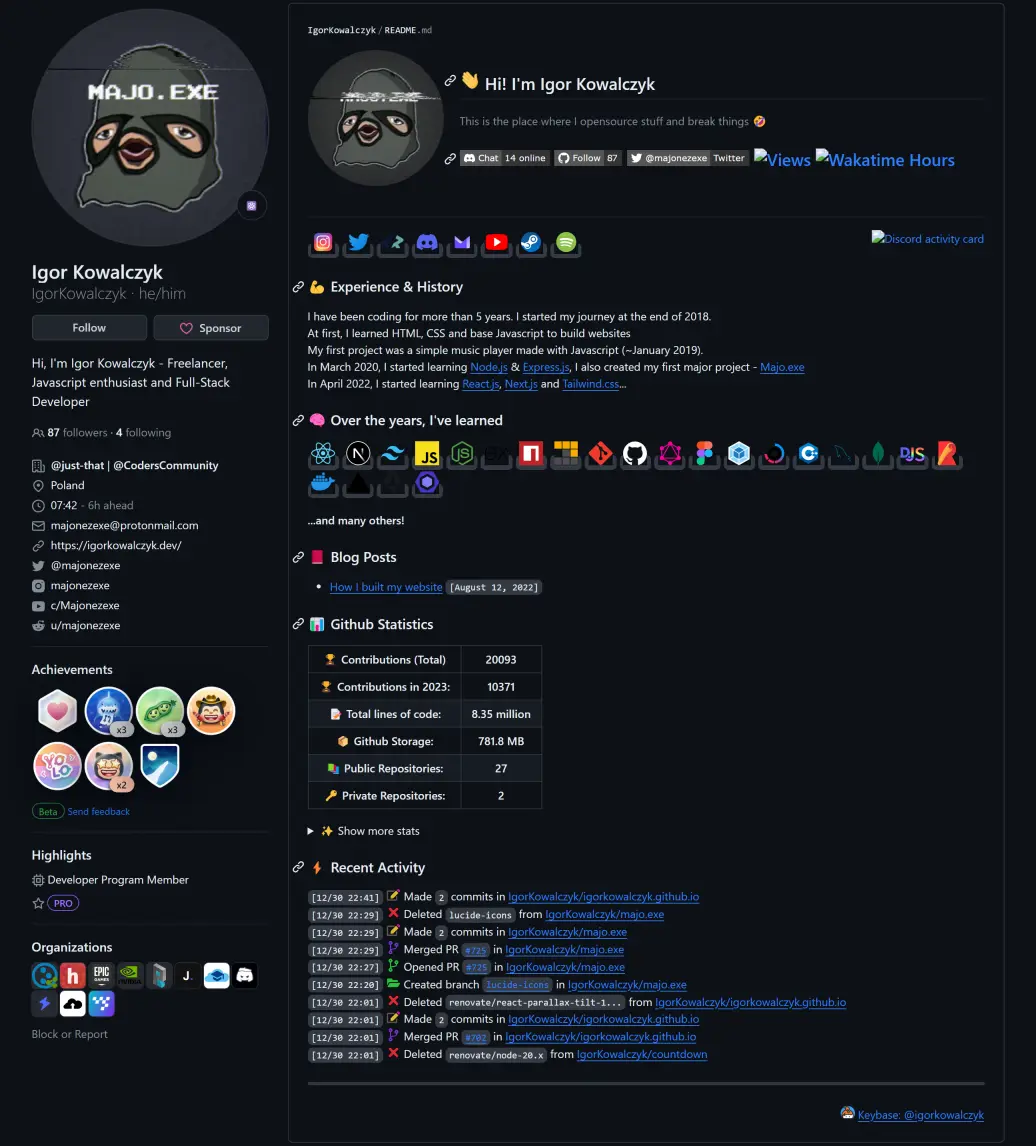 MAJO.EXE
Igor Kowalczyk
IgorKowalczyk · he/him
Follow
Sponsor
Hi, I'm Igor Kowalczyk - Freelancer,
Javascript enthusiast and Full-Stack
Developer
87 followers · 4 following
@just-that | @CodersCommunity
Poland
07:42 - 6h ahead
majonezexe@protonmail.com
https://igorkowalczyk.dev/
@majonezexe
majonezexe
c/Majonezexe
u/majonezexe
Achievements
x3
x3
YOLO
x2
Beta Send feedback
Highlights
Developer Program Member
PRO
Organizations
h
EPIC GAMES
NVIDIA
J.
Block or Report
IgorKowalczyk/README.md
Hi! I'm Igor Kowalczyk
This is the place where I opensource stuff and break things
Chat 14 online Follow 87 @majonezexe Twitter Views Wakatime Hours
Discord activity card
Experience & History
I have been coding for more than 5 years. I started my journey at the end of 2018.
At first, I learned HTML, CSS and base Javascript to build websites
My first project was a simple music player made with Javascript (~January 2019).
In March 2020, I started learning Node.js & Express.js, I also created my first major project - Majo.exe
In April 2022, I started learning React.js, Next.js and Tailwind.css...
Over the years, I've learned
N JS DJS
...and many others!
Blog Posts
How I built my website [August 12, 2022]
Github Statistics
Contributions (Total) 20093
Contributions in 2023: 10371
Total lines of code: 8.35 million
Github Storage: 781.8 MB
Public Repositories: 27
Private Repositories: 2
Show more stats
Recent Activity
[12/30 22:41] Made 2 commits in IgorKowalczyk/igorkowalczyk.github.io
[12/30 22:29] Deleted lucide-icons from IgorKowalczyk/majo.exe
[12/30 22:29] Made 2 commits in IgorKowalczyk/majo.exe
[12/30 22:29] Merged PR #725 in IgorKowalczyk/majo.exe
[12/30 22:27] Opened PR #725 in IgorKowalczyk/majo.exe
[12/30 22:20] Created branch lucide-icons in IgorKowalczyk/majo.exe
[12/30 22:01] Deleted renovate/react-parallax-tilt-1... from IgorKowalczyk/igorkowalczyk.github.io
[12/30 22:01] Made 2 commits in IgorKowalczyk/igorkowalczyk.github.io
[12/30 22:01] Merged PR #702 in IgorKowalczyk/igorkowalczyk.github.io
[12/30 22:01] Deleted renovate/node-20.x from IgorKowalczyk/countdown
Keybase: @igorkowalczyk